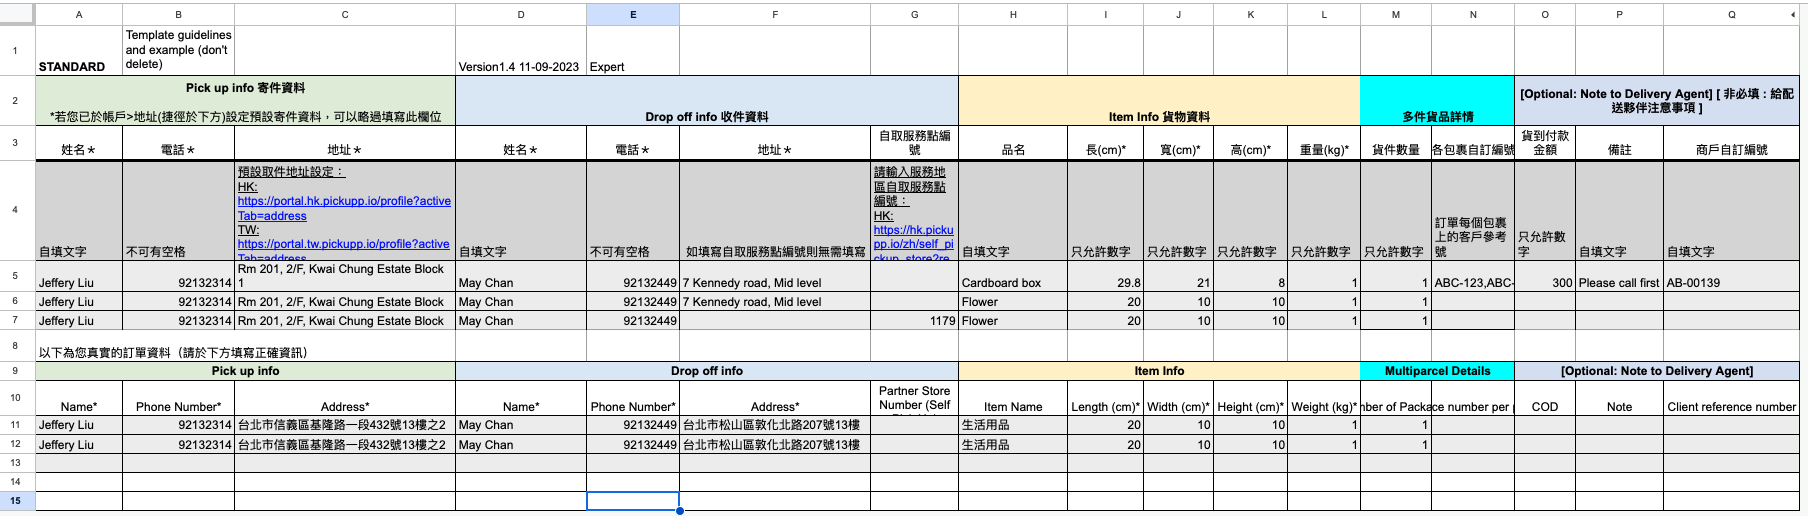 A B C D E F G H I J K L M N O P Q
1 STANDARD Template guidelines and example (don't delete) Version1.4 11-09-2023 Expert
2 Pick up info 寄件資料
*若您已於帳戶>地址(捷徑於下方)設定預設寄件資料，可以略過填寫此欄位
Drop off info 收件資料
Item Info 貨物資料
多件貨品詳情
[Optional: Note to Delivery Agent] [ 非必填 : 給配送夥伴注意事項 ]
3 姓名＊ 電話＊ 地址＊ 姓名＊ 電話＊ 地址＊ 自取服務點編號 品名 長(cm)* 寬(cm)* 高(cm)* 重量(kg)* 貨件數量 各包裹自訂編號 貨到付款金額 備註 商戶自訂編號
4 自填文字 不可有空格
預設取件地址設定：
HK:
https://portal.hk.pickupp.io/profile?active
Tab=address
TW:
https://portal.tw.pickupp.io/profile?active
Tab=address
自填文字 不可有空格 如填寫自取服務點編號則無需填寫
請輸入服務地
區自取服務點
編號：
HK:
https://hk.picku
pp.io/zh/self_pi
ckup_store?re
自填文字 只允許數字 只允許數字 只允許數字 只允許數字 只允許數字 訂單每個包裹上的客戶參考號 只允許數字 自填文字 自填文字
5 Jeffery Liu 92132314 Rm 201, 2/F, Kwai Chung Estate Block 1 May Chan 92132449 7 Kennedy road, Mid level Cardboard box 29.8 21 8 1 1 ABC-123,ABC- 300 Please call first AB-00139
6 Jeffery Liu 92132314 Rm 201, 2/F, Kwai Chung Estate Block May Chan 92132449 7 Kennedy road, Mid level Flower 20 10 10 1 1
7 Jeffery Liu 92132314 Rm 201, 2/F, Kwai Chung Estate Block May Chan 92132449 1179 Flower 20 10 10 1 1
8 以下為您真實的訂單資料（請於下方填寫正確資訊）
9 Pick up info Drop off info Item Info Multiparcel Details [Optional: Note to Delivery Agent]
10 Name* Phone Number* Address* Name* Phone Number* Address* Partner Store Number (Self Item Name Length (cm)* Width (cm)* Height (cm)* Weight (kg)* nber of Packa ce number per COD Note Client reference number
11 Jeffery Liu 92132314 台北市信義區基隆路一段432號13樓之2 May Chan 92132449 台北市松山區敦化北路207號13樓 生活用品 20 10 10 1 1
12 Jeffery Liu 92132314 台北市信義區基隆路一段432號13樓之2 May Chan 92132449 台北市松山區敦化北路207號13樓 生活用品 20 10 10 1 1
13
14
15